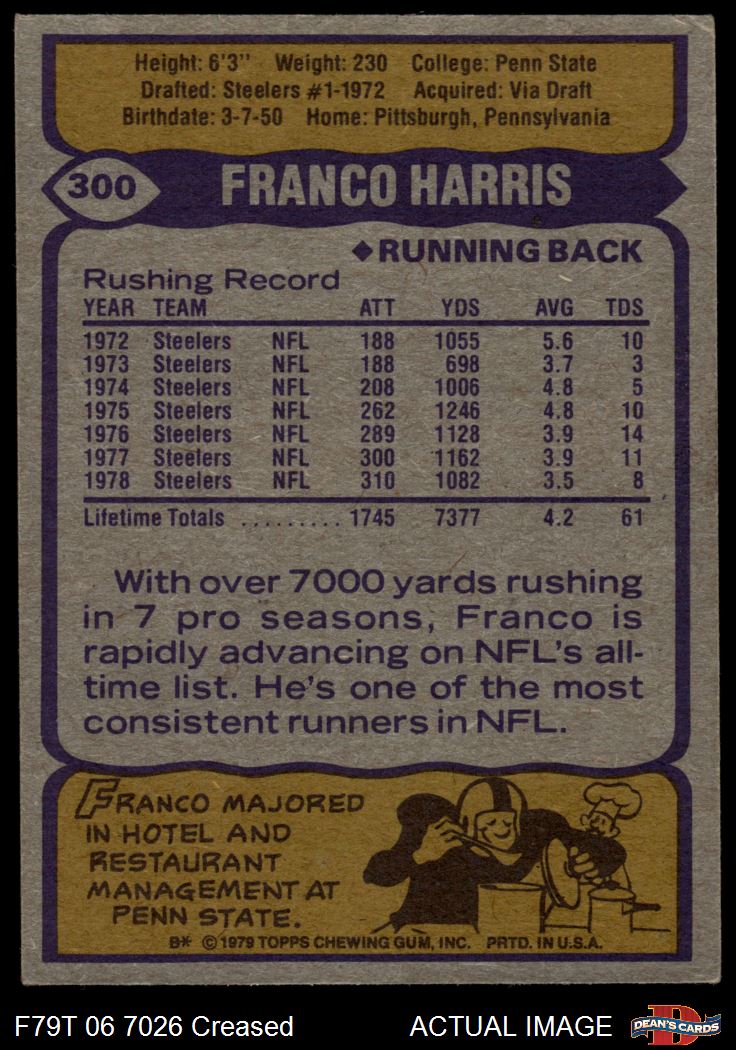 Height: 6'3" Weight: 230 College: Penn State
Drafted: Steelers #1-1972 Acquired: Via Draft
Birthdate: 3-7-50 Home: Pittsburgh, Pennsylvania
300 FRANCO HARRIS
◆RUNNING BACK
Rushing Record
YEAR TEAM ATT YDS AVG TDS
1972 Steelers NFL 188 1055 5.6 10
1973 Steelers NFL 188 698 3.7 3
1974 Steelers NFL 208 1006 4.8 5
1975 Steelers NFL 262 1246 4.8 10
1976 Steelers NFL 289 1128 3.9 14
1977 Steelers NFL 300 1162 3.9 11
1978 Steelers NFL 310 1082 3.5 8
Lifetime Totals ......... 1745 7377 4.2 61
With over 7000 yards rushing
in 7 pro seasons, Franco is
rapidly advancing on NFL's all-
time list. He's one of the most
consistent runners in NFL.
FRANCO MAJORED
IN HOTEL AND
RESTAURANT
MANAGEMENT AT
PENN STATE.
B* © 1979 TOPPS CHEWING GUM, INC. PRTD. IN U.S.A.
F79T 06 7026 Creased ACTUAL IMAGE D DEAN'S CARDS